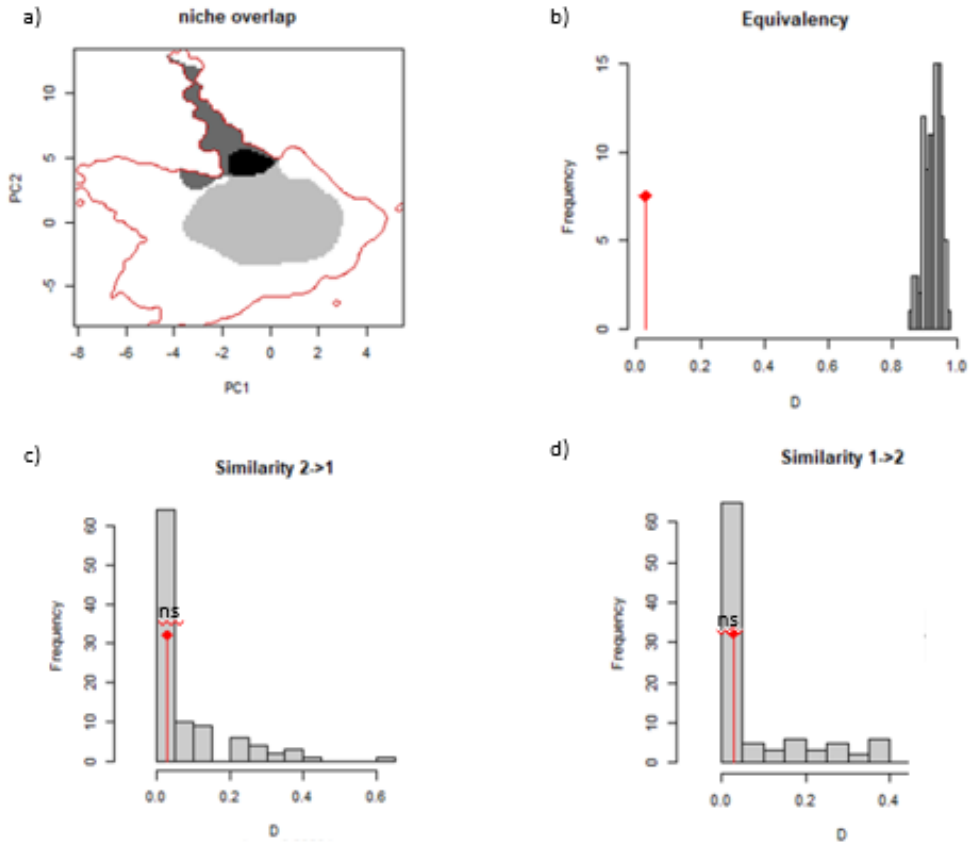 a)
niche overlap
PC2
10
5
0
-5
-8 -6 -4 -2 0 2 4
PC1
b)
Equivalency
Frequency
15
10
5
0
0.0 0.2 0.4 0.6 0.8 1.0
D
c)
Similarity 2->1
Frequency
60
50
40
30
20
10
0
ns
0.0 0.2 0.4 0.6
D
d)
Similarity 1->2
Frequency
60
50
40
30
20
10
0
ns
0.0 0.2 0.4
D